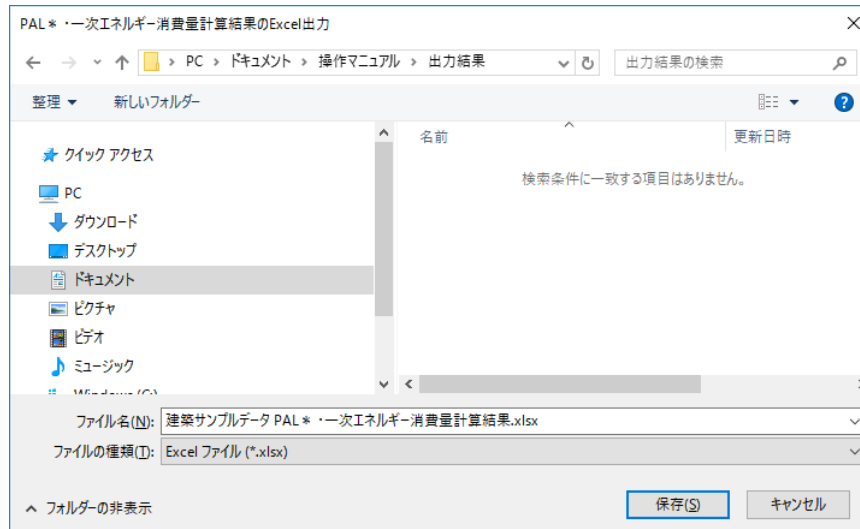 PAL＊・一次エネルギー消費量計算結果のExcel出力
PC › ドキュメント › 操作マニュアル › 出力結果
出力結果の検索
整理
新しいフォルダー
名前
更新日時
検索条件に一致する項目はありません。
クイック アクセス
PC
ダウンロード
デスクトップ
ドキュメント
ピクチャ
ビデオ
ミュージック
Windows (C:)
ファイル名(N): 建築サンプルデータ PAL＊・一次エネルギー消費量計算結果.xlsx
ファイルの種類(T): Excel ファイル (*.xlsx)
フォルダーの非表示
保存(S)
キャンセル